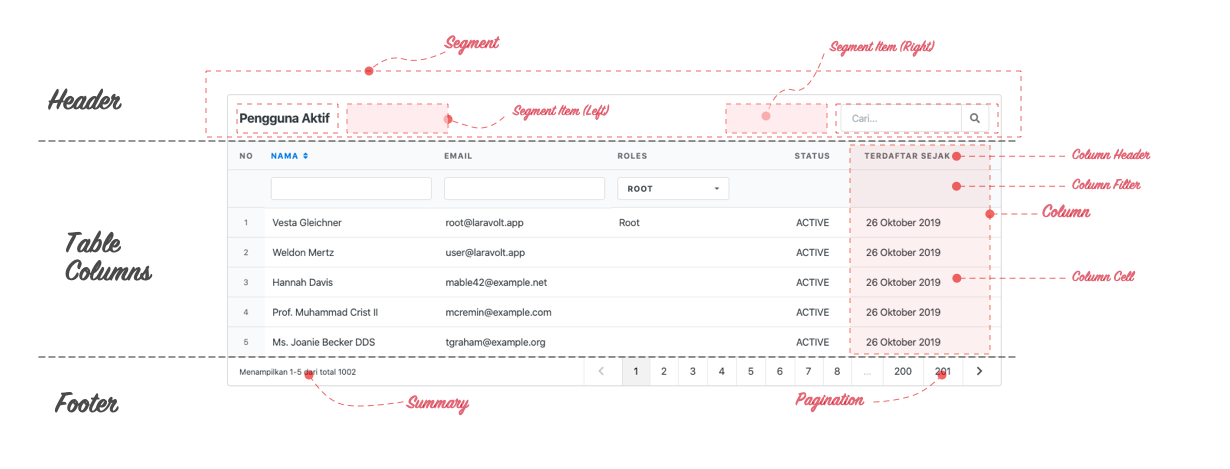 Segment
Segment Item (Right)
Header
Segment Item (Left)
Pengguna Aktif
Cari...
NO NAMA EMAIL ROLES STATUS TERDAFTAR SEJAK
Column Header
ROOT
Column Filter
Column
1 Vesta Gleichner root@laravolt.app Root ACTIVE 26 Oktober 2019
Table
Columns
2 Weldon Mertz user@laravolt.app ACTIVE 26 Oktober 2019
3 Hannah Davis mable42@example.net ACTIVE 26 Oktober 2019
Column Cell
4 Prof. Muhammad Crist II mcremin@example.com ACTIVE 26 Oktober 2019
5 Ms. Joanie Becker DDS tgraham@example.org ACTIVE 26 Oktober 2019
Menampilkan 1-5 dari total 1002
1 2 3 4 5 6 7 8 ... 200 201
Footer
Summary
Pagination